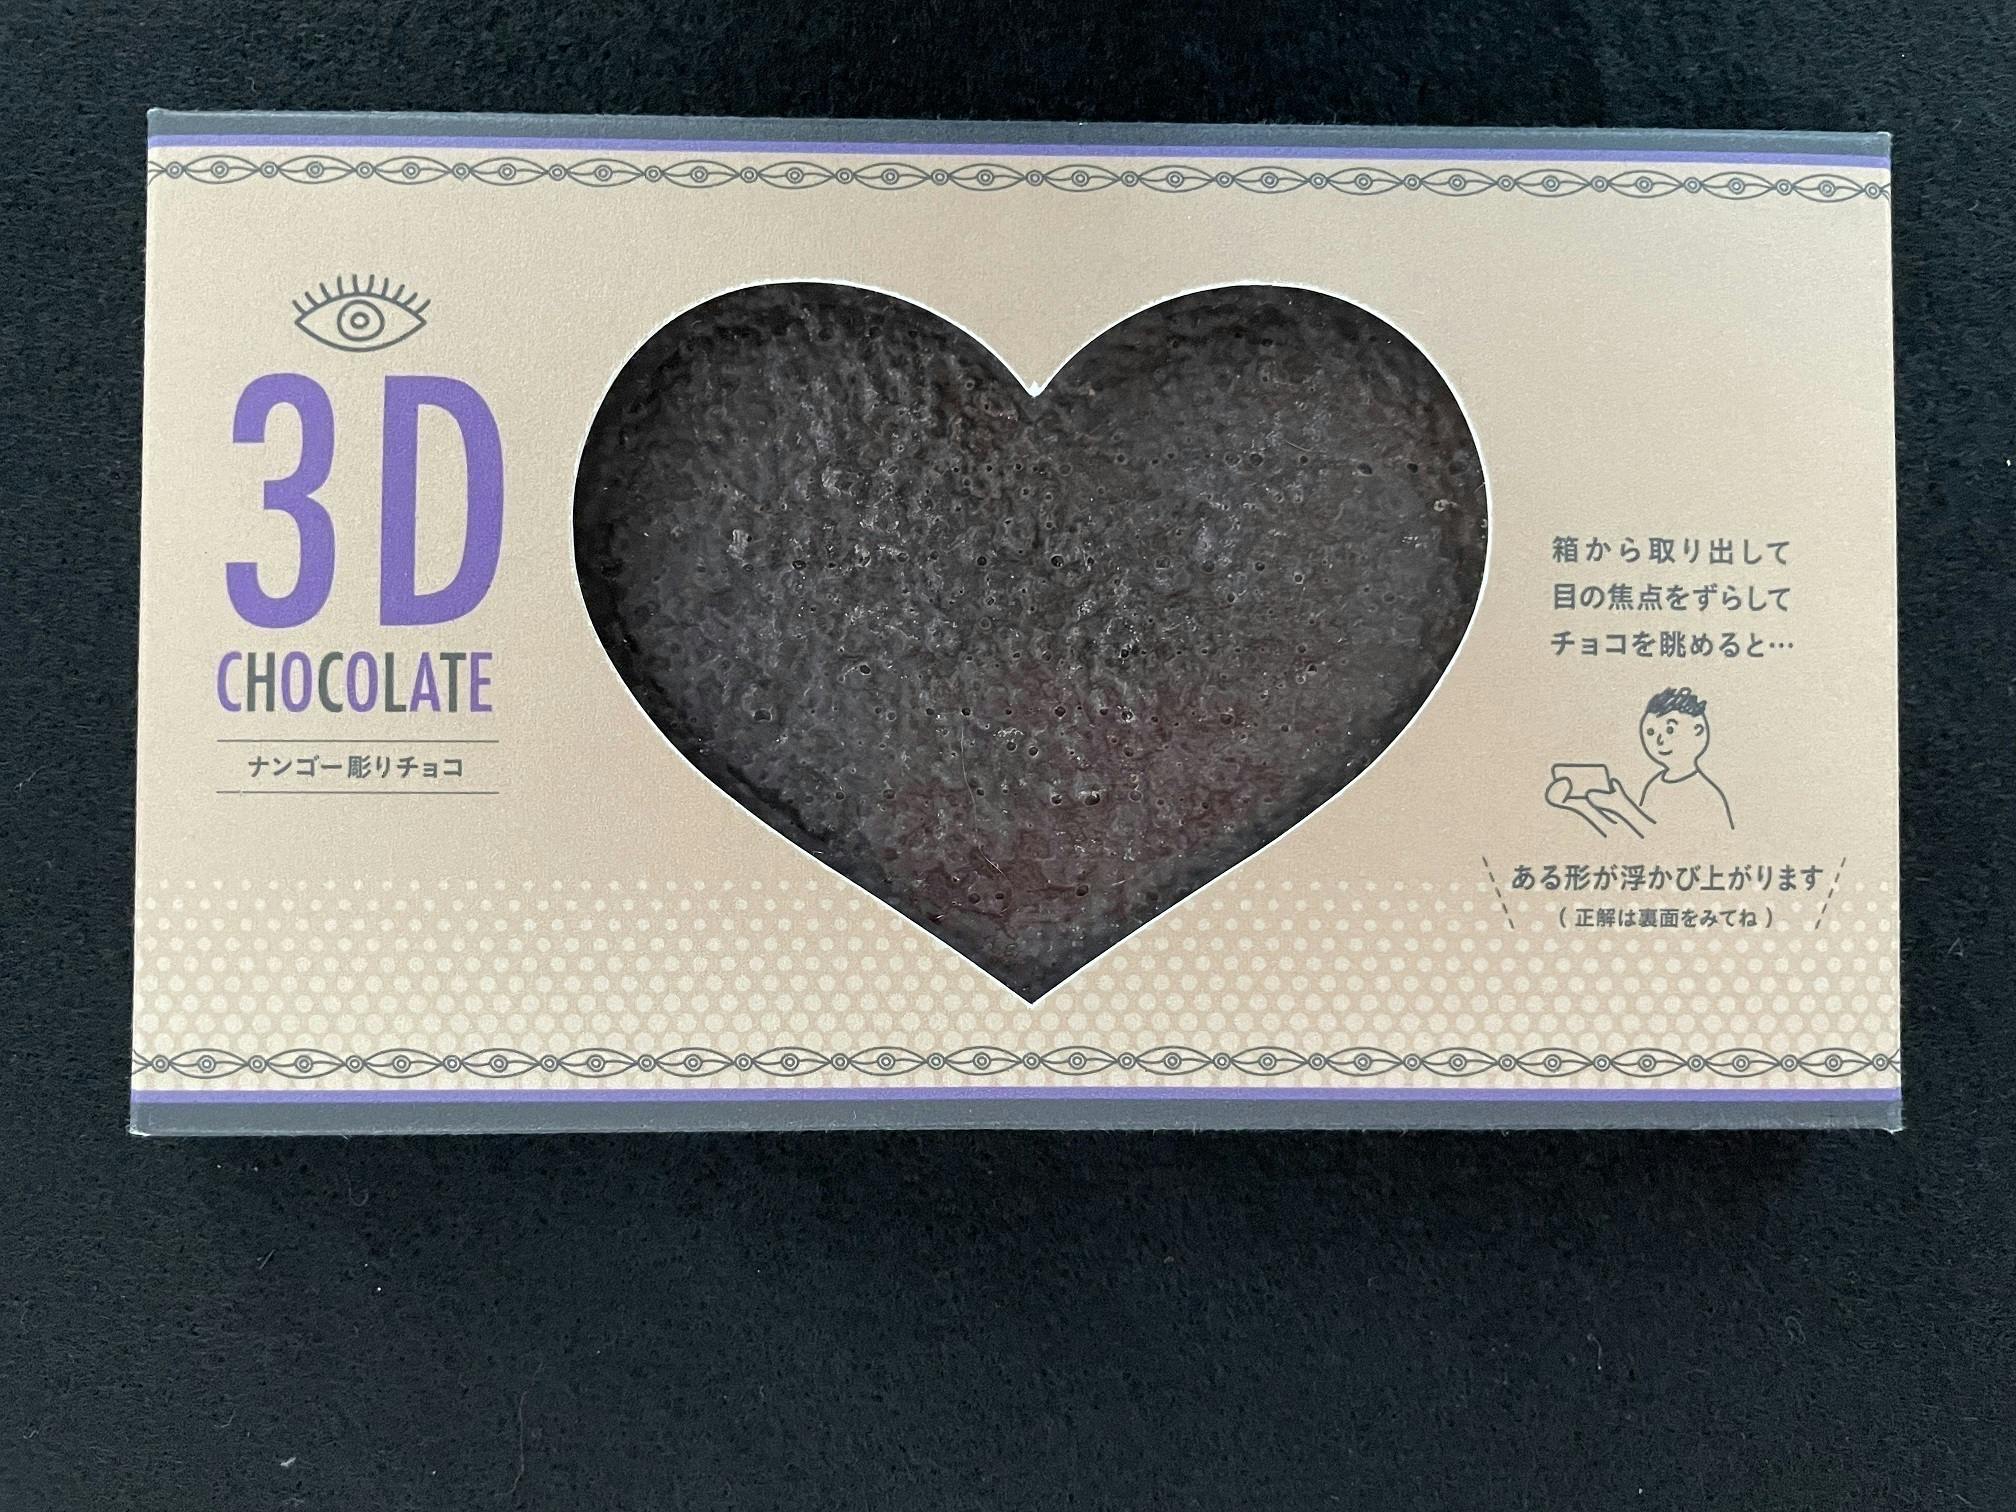 3D
CHOCOLATE
ナンゴー彫りチョコ
箱から取り出して
目の焦点をずらして
チョコを眺めると…
ある形が浮かび上がります
(正解は裏面をみてね)